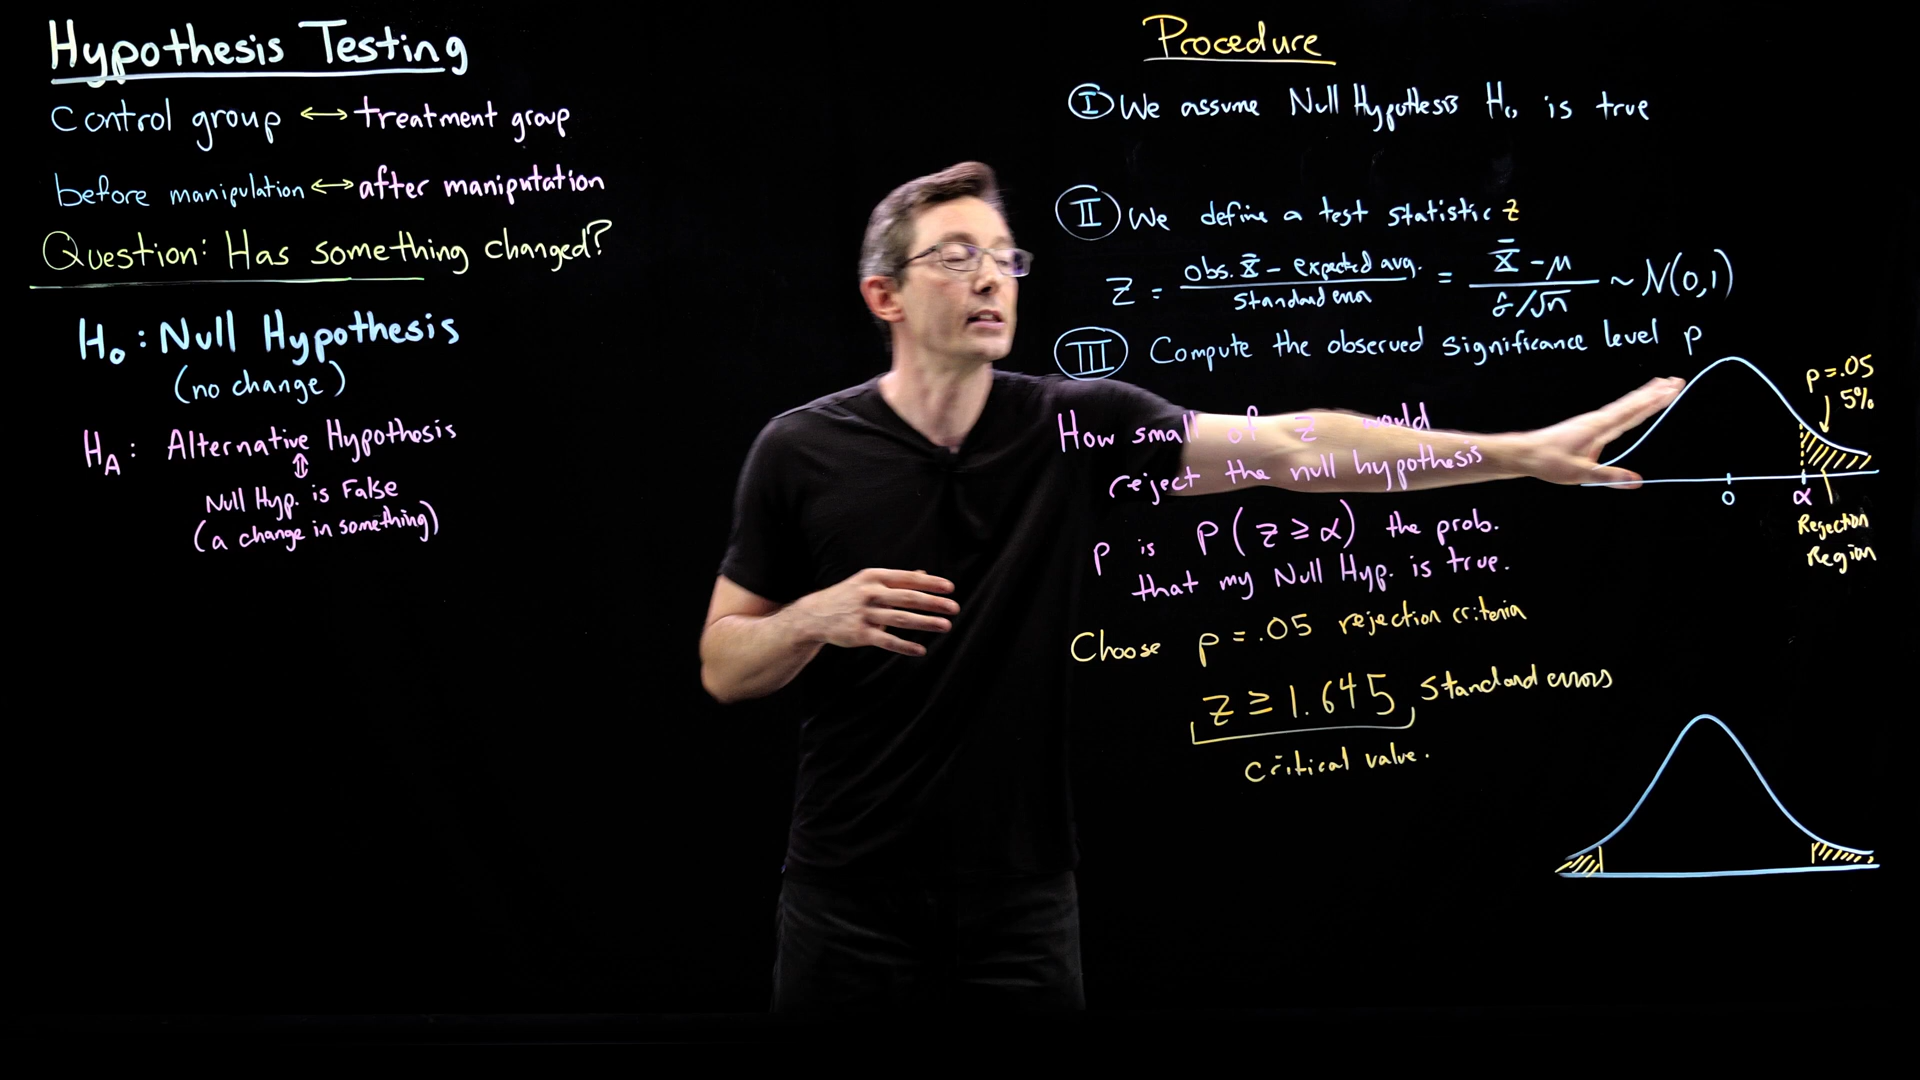 Hypothesis Testing
control group ↔ treatment group
before manipulation ↔ after maniputation
Question: Has something changed?
H₀ : Null Hypothesis
(no change)
H_A : Alternative Hypothesis
⇕
Null Hyp. is False
(a change in something)
Procedure
Ⓘ We assume Null Hypothesis H₀ is true
II We define a test statistic z
z = (obs. x̄ - expected avg.) / (standard error) = (x̄ - μ) / (σ̂/√n) ~ N(0,1)
III Compute the observed significance level p
How small of z would
reject the null hypothesis
p is P(z ≥ α) the prob.
that my Null Hyp. is true.
Choose p = .05 rejection criteria
z ≥ 1.645 standard errors
critical value.
p = .05
5%
0 α
Rejection
Region